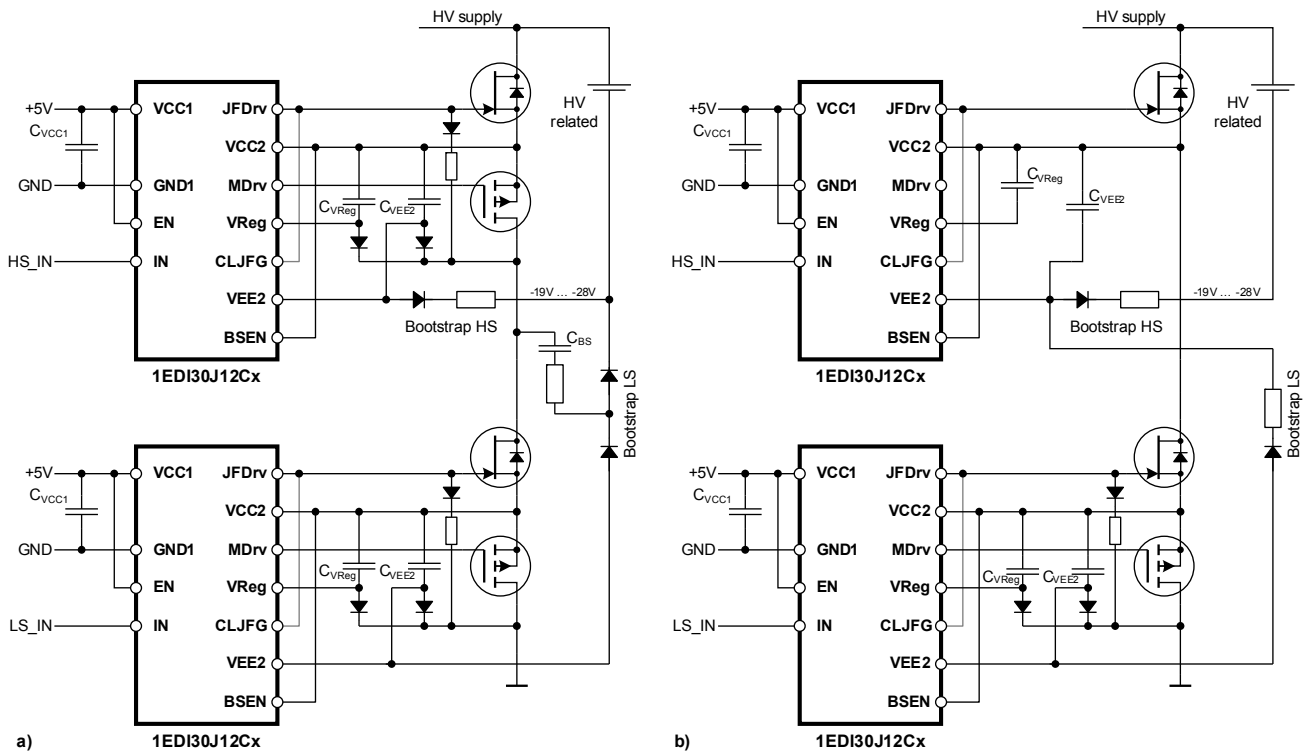 HV supply
HV
related
+5V
CVCC1
GND
HS_IN
VCC1
GND1
EN
IN
JFDrv
VCC2
MDrv
VReg
CLJFG
VEE2
BSEN
CVReg
CVEE2
-19V ... -28V
Bootstrap HS
CBS
Bootstrap LS
1EDI30J12Cx
+5V
CVCC1
GND
LS_IN
VCC1
GND1
EN
IN
JFDrv
VCC2
MDrv
VReg
CLJFG
VEE2
BSEN
CVReg
CVEE2
a)
1EDI30J12Cx
HV supply
HV
related
+5V
CVCC1
GND
HS_IN
VCC1
GND1
EN
IN
JFDrv
VCC2
MDrv
VReg
CLJFG
VEE2
BSEN
CVReg
CVEE2
-19V ... -28V
Bootstrap HS
Bootstrap LS
1EDI30J12Cx
+5V
CVCC1
GND
LS_IN
VCC1
GND1
EN
IN
JFDrv
VCC2
MDrv
VReg
CLJFG
VEE2
BSEN
CVReg
CVEE2
b)
1EDI30J12Cx